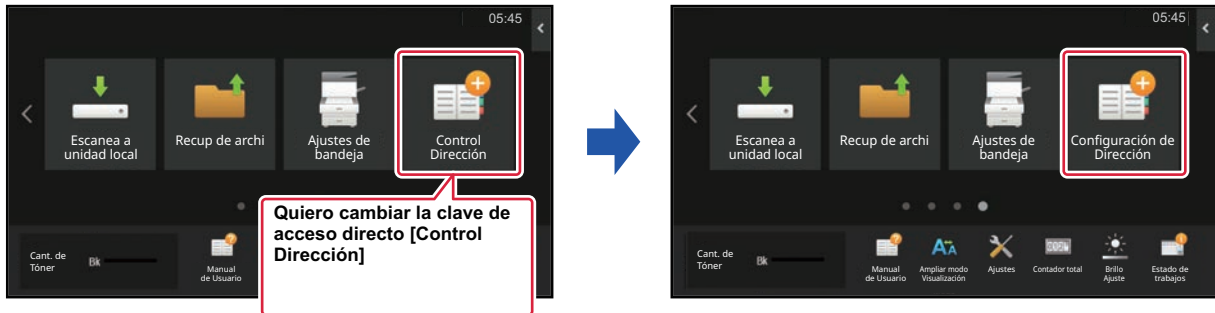 05:45
Escanea a
unidad local
Recup de archi
Ajustes de
bandeja
Control
Dirección
Quiero cambiar la clave de
acceso directo [Control
Dirección]
Cant. de
Tóner
Bk
Manual
de Usuario
05:45
Escanea a
unidad local
Recup de archi
Ajustes de
bandeja
Configuración de
Dirección
Cant. de
Tóner
Bk
Manual
de Usuario
Ampliar modo
Visualización
Ajustes
Contador total
Brillo
Ajuste
Estado de
trabajos